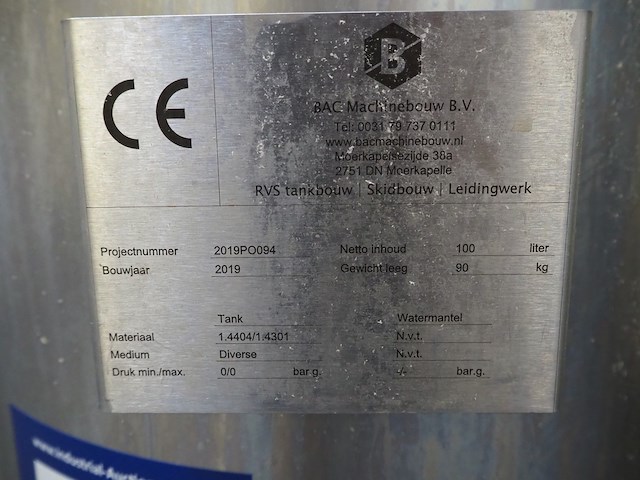 CE
B
BAC Machinebouw B.V.
Tel: 0031 79 737 0111
www.bacmachinebouw.nl
Moerkapelsezijde 36a
2751 DN Moerkapelle
RVS tankbouw | Skidbouw | Leidingwerk
Projectnummer 2019PO094 Netto inhoud 100 liter
Bouwjaar 2019 Gewicht leeg 90 kg
Tank Watermantel
Materiaal 1.4404/1.4301 N.v.t.
Medium Diverse N.v.t.
Druk min./max. 0/0 bar.g. -/- bar.g.